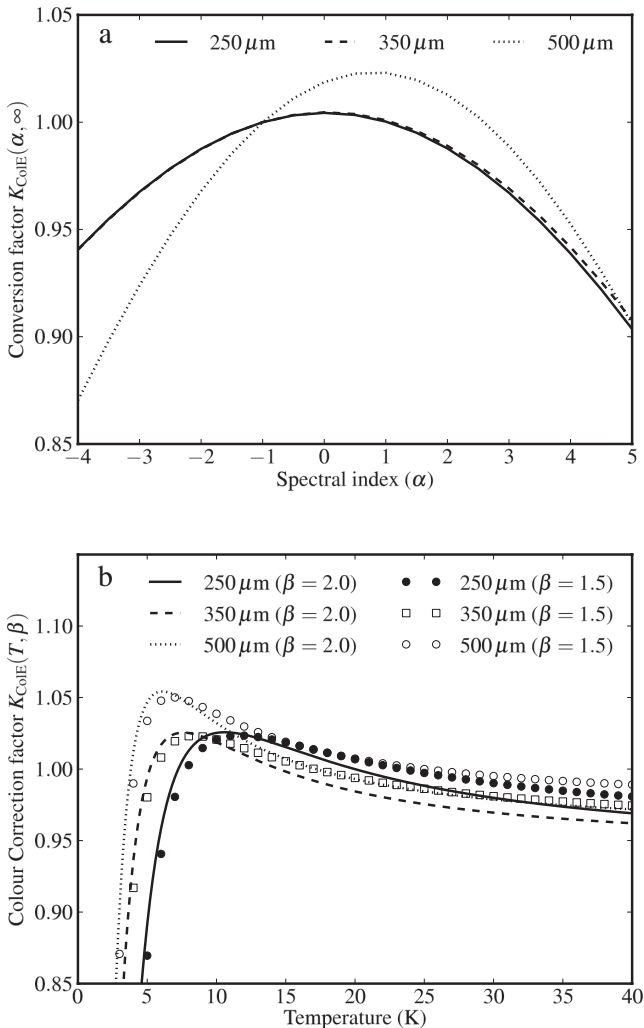 a
250 μm
350 μm
500 μm
1.05
1.00
0.95
0.90
0.85
Conversion factor K_ColE(α,∞)
−4 −3 −2 −1 0 1 2 3 4 5
Spectral index (α)
b
250 μm (β = 2.0)
350 μm (β = 2.0)
500 μm (β = 2.0)
250 μm (β = 1.5)
350 μm (β = 1.5)
500 μm (β = 1.5)
1.10
1.05
1.00
0.95
0.90
0.85
Colour Correction factor K_ColE(T,β)
0 5 10 15 20 25 30 35 40
Temperature (K)